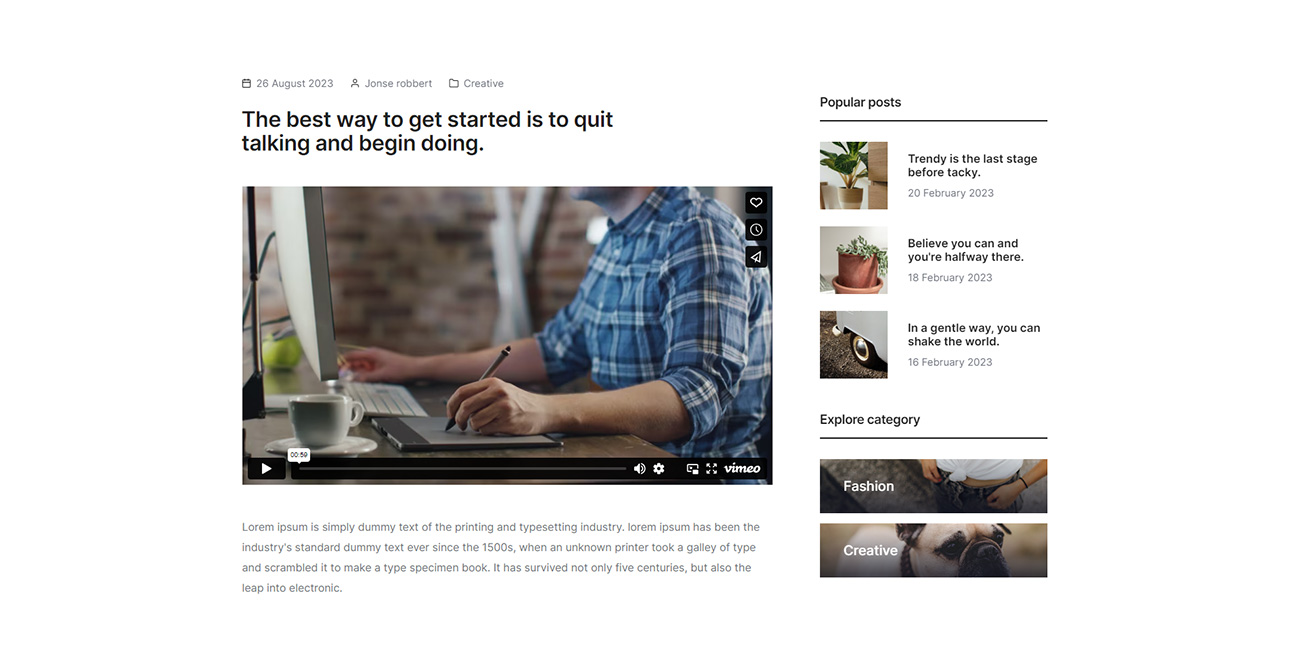 26 August 2023 Jonse robbert Creative
The best way to get started is to quit
talking and begin doing.
00:59
vimeo
Lorem ipsum is simply dummy text of the printing and typesetting industry. lorem ipsum has been the
industry's standard dummy text ever since the 1500s, when an unknown printer took a galley of type
and scrambled it to make a type specimen book. It has survived not only five centuries, but also the
leap into electronic.
Popular posts
Trendy is the last stage
before tacky.
20 February 2023
Believe you can and
you're halfway there.
18 February 2023
In a gentle way, you can
shake the world.
16 February 2023
Explore category
Fashion
Creative